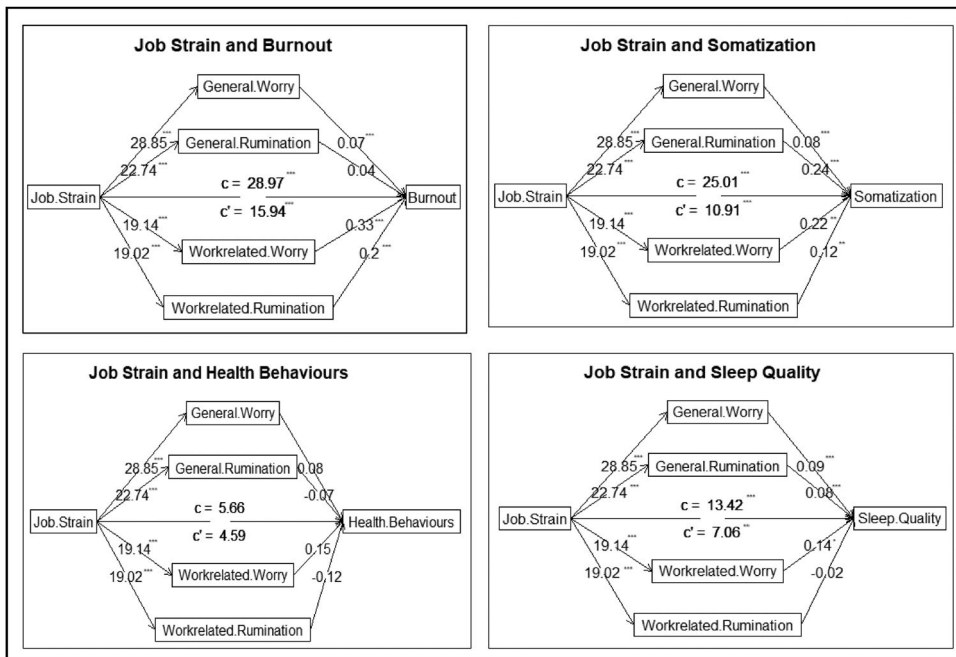 Job Strain and Burnout
General.Worry
28.85***
0.07***
General.Rumination
22.74***
0.04
c = 28.97***
Job.Strain
Burnout
c' = 15.94***
19.14***
0.33***
Workrelated.Worry
19.02***
0.2***
Workrelated.Rumination
Job Strain and Somatization
General.Worry
28.85***
0.08***
General.Rumination
22.74***
0.24***
c = 25.01***
Job.Strain
Somatization
c' = 10.91***
19.14***
0.22**
Workrelated.Worry
19.02***
0.12**
Workrelated.Rumination
Job Strain and Health Behaviours
General.Worry
28.85***
0.08
General.Rumination
22.74***
-0.07
c = 5.66
Job.Strain
Health.Behaviours
c' = 4.59
19.14***
0.15
Workrelated.Worry
19.02***
-0.12
Workrelated.Rumination
Job Strain and Sleep Quality
General.Worry
28.85***
0.09***
General.Rumination
22.74***
0.08***
c = 13.42***
Job.Strain
Sleep.Quality
c' = 7.06**
19.14***
0.14*
Workrelated.Worry
19.02***
-0.02
Workrelated.Rumination